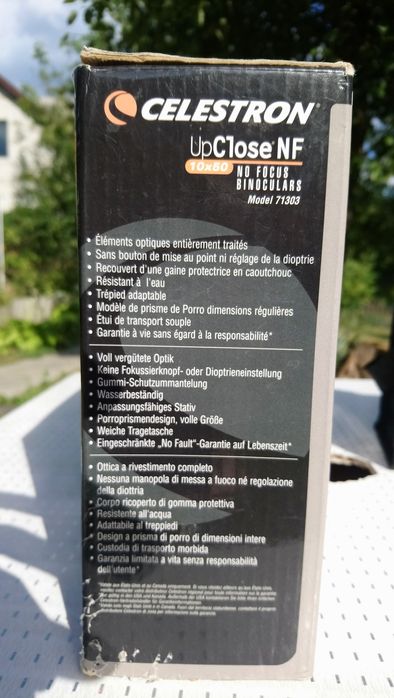 CELESTRON®
UpClose® NF
10x50 NO FOCUS
BINOCULARS
Model 71303
• Éléments optiques entièrement traités
• Sans bouton de mise au point ni réglage de la dioptrie
• Recouvert d'une gaine protectrice en caoutchouc
• Résistant à l'eau
• Trépied adaptable
• Modèle de prisme de Porro dimensions régulières
• Étui de transport souple
• Garantie à vie sans égard à la responsabilité*
• Voll vergütete Optik
• Keine Fokussierknopf- oder Dioptrieneinstellung
• Gummi-Schutzummantelung
• Wasserbeständig
• Anpassungsfähiges Stativ
• Porroprismendesign, volle Größe
• Weiche Tragetasche
• Eingeschränkte „No Fault"-Garantie auf Lebenszeit*
• Ottica a rivestimento completo
• Nessuna manopola di messa a fuoco né regolazione
della diottria
• Corpo ricoperto di gomma protettiva
• Resistente all'acqua
• Adattabile al treppiedi
• Design a prisma di porro di dimensioni intere
• Custodia di trasporto morbida
• Garanzia limitata a vita senza responsabilità
dell'utente*